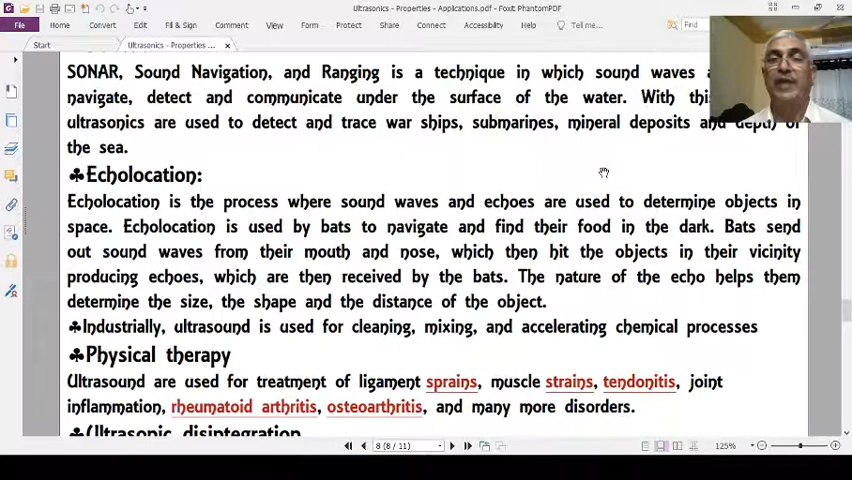 Ultrasonics - Properties - Applications.pdf - Foxit PhantomPDF
File Home Convert Edit Fill & Sign Comment View Form Protect Share Connect Accessibility Help Tell me... Find
Start Ultrasonics - Properties ...
SONAR, Sound Navigation, and Ranging is a technique in which sound waves
navigate, detect and communicate under the surface of the water. With
ultrasonics are used to detect and trace war ships, submarines, mineral deposits and depth of
the sea.
♣Echolocation:
Echolocation is the process where sound waves and echoes are used to determine objects in
space. Echolocation is used by bats to navigate and find their food in the dark. Bats send
out sound waves from their mouth and nose, which then hit the objects in their vicinity
producing echoes, which are then received by the bats. The nature of the echo helps them
determine the size, the shape and the distance of the object.
♣Industrially, ultrasound is used for cleaning, mixing, and accelerating chemical processes
♣Physical therapy
Ultrasound are used for treatment of ligament sprains, muscle strains, tendonitis, joint
inflammation, rheumatoid arthritis, osteoarthritis, and many more disorders.
♣Ultrasonic disintegration
8 (8 / 11) 125%